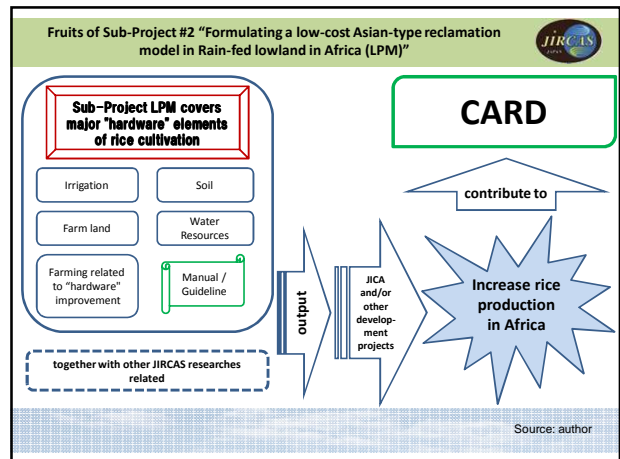 Fruits of Sub-Project #2 “Formulating a low-cost Asian-type reclamation
model in Rain-fed lowland in Africa (LPM)”
JIRCAS
JAPAN
Sub-Project LPM covers
major "hardware" elements
of rice cultivation
Irrigation
Soil
Farm land
Water
Resources
Farming related
to “hardware”
improvement
Manual /
Guideline
together with other JIRCAS researches
related
output
JICA
and/or
other
develop-
ment
projects
CARD
contribute to
Increase rice
production
in Africa
Source: author